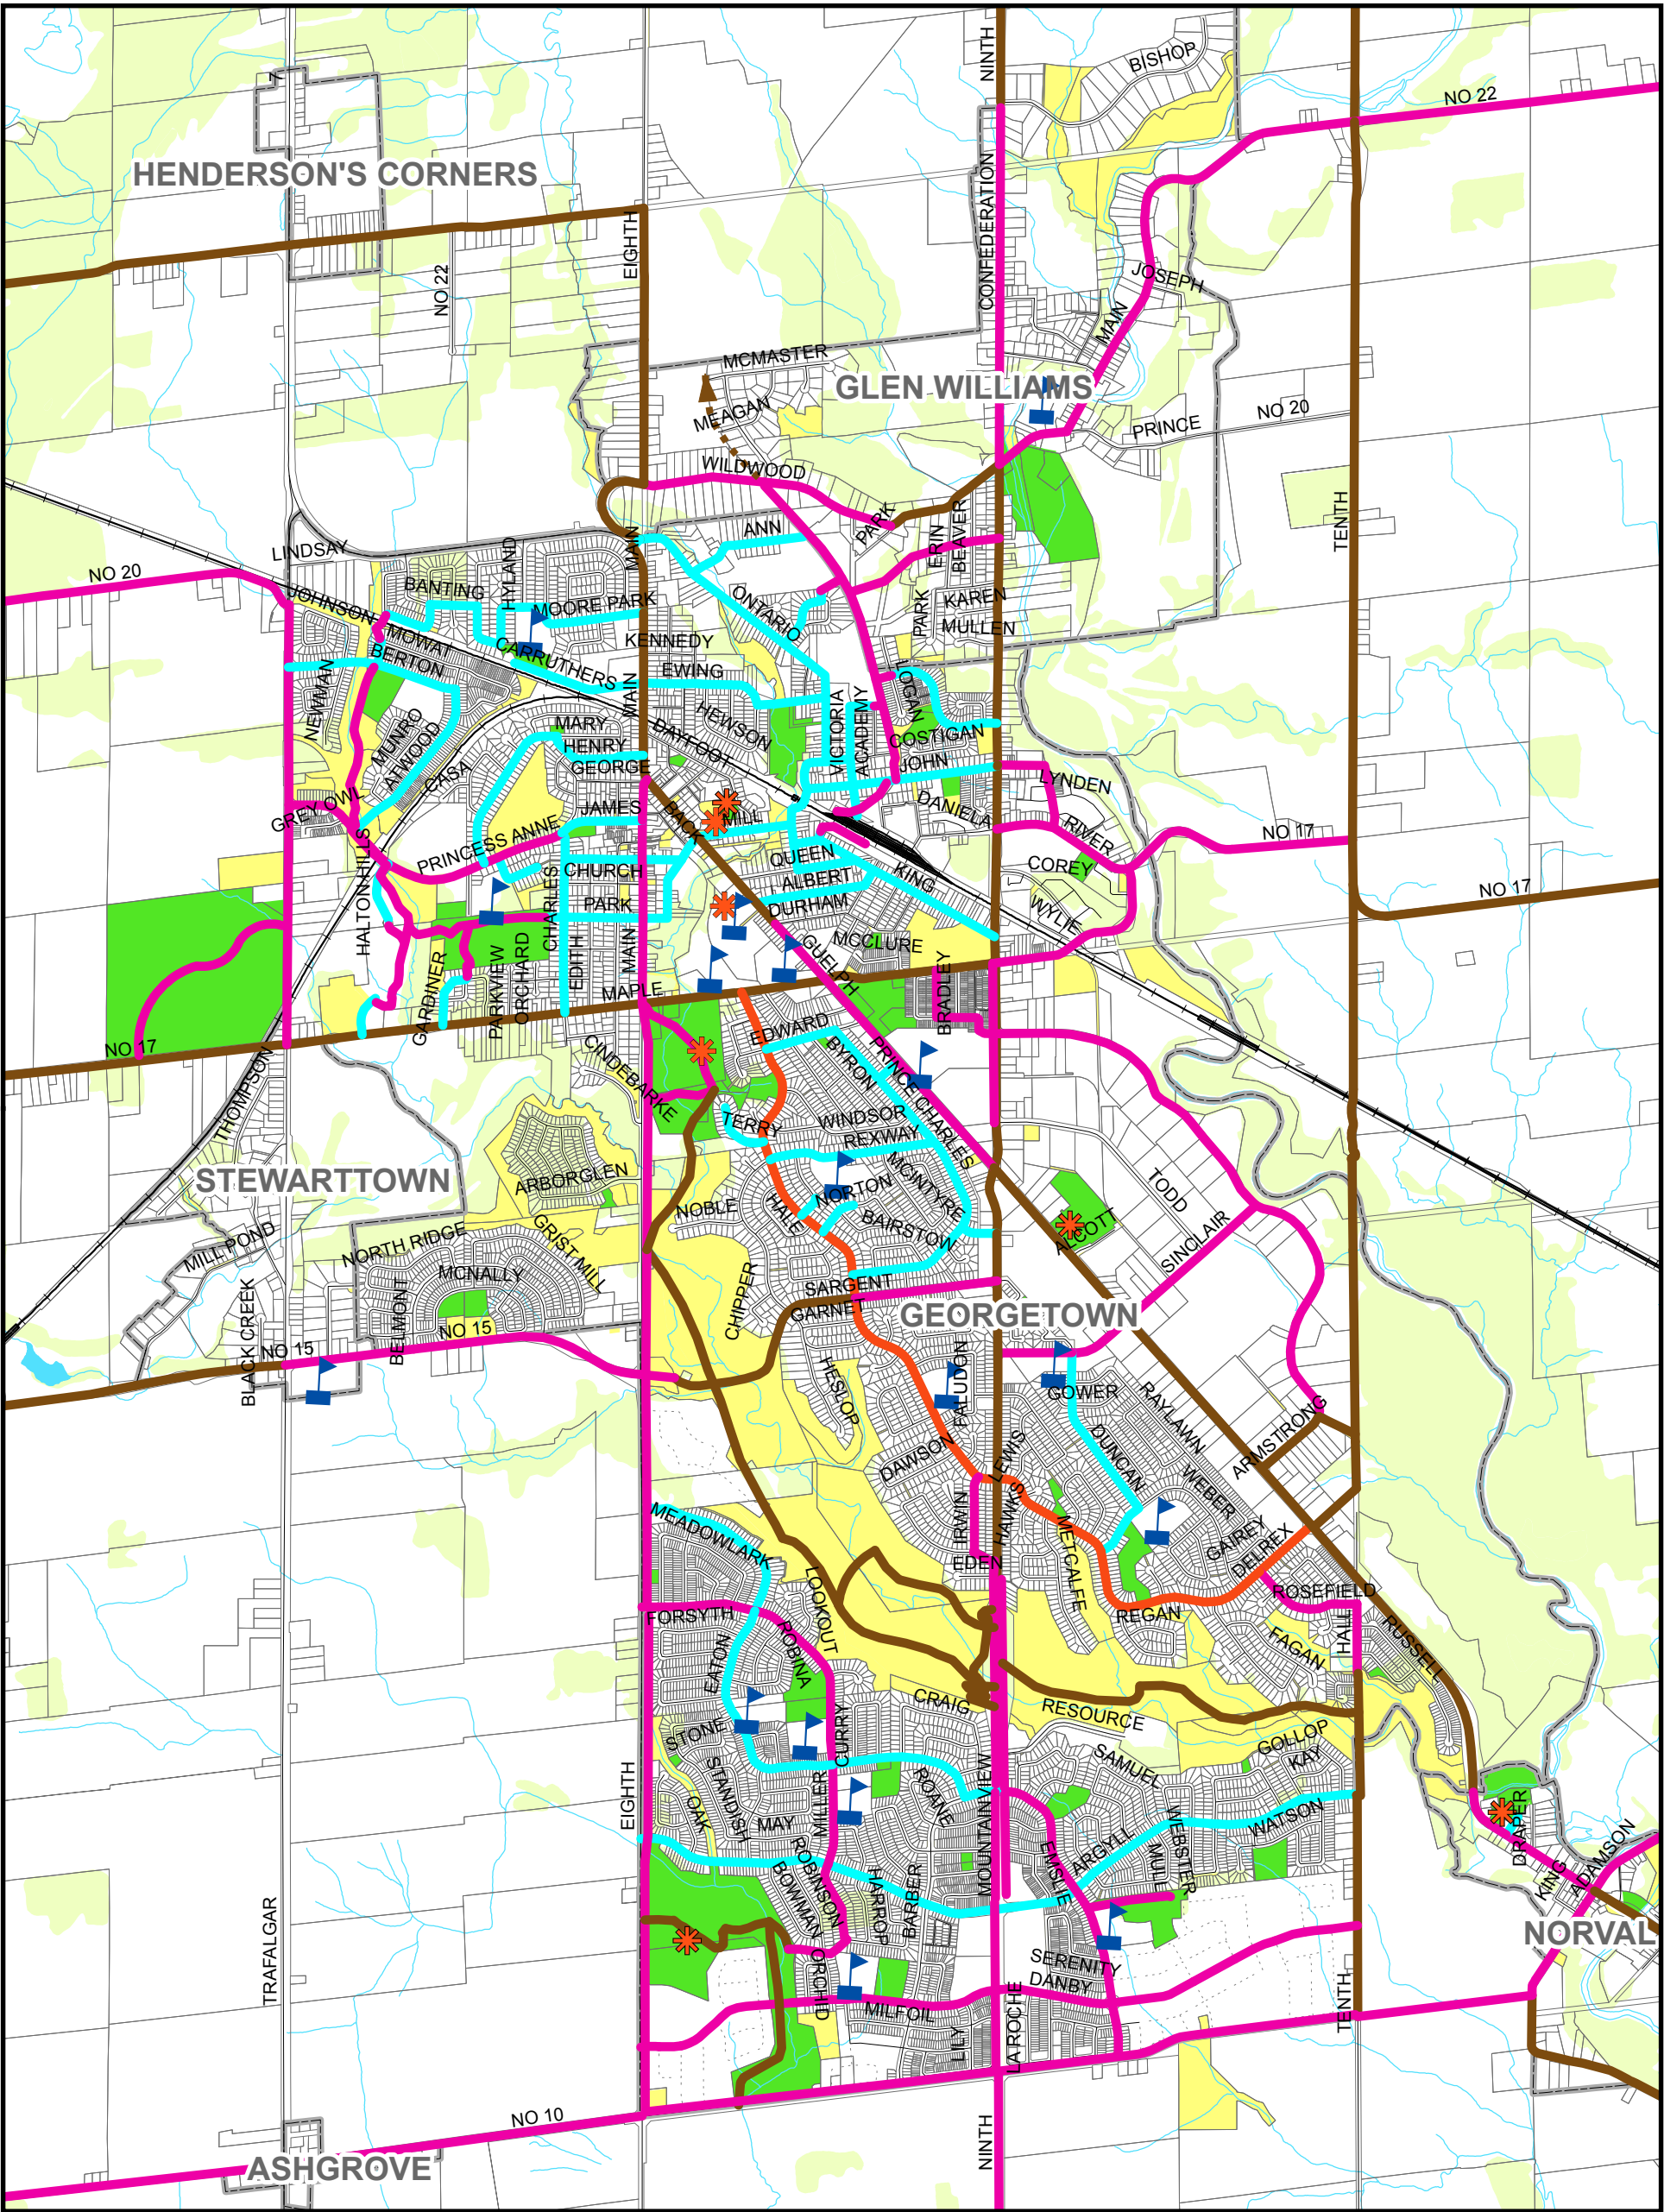 NINTH
BISHOP
NO 22
7
HENDERSON'S CORNERS
CONFEDERATION
EIGHTH
NO 22
JOSEPH
MAIN
MCMASTER
GLEN WILLIAMS
MEAGAN
NO 20
PRINCE
WILDWOOD
TENTH
ANN
PARK
ERIN
BEAVER
MAIN
HYLAND
LINDSAY
NO 20
BANTING
JOHNSON
MOORE PARK
ONTARIO
KAREN
PARK
MULLEN
MOWAT
KENNEDY
CARRUTHERS
BERTON
EWING
MAIN
LOGAN
NEWMAN
VICTORIA
ACADEMY
HEWSON
MUNRO
MARY
DAYFOOT
COSTIGAN
ATWOOD
HENRY
JOHN
GEORGE
CASA
LYNDEN
GREY OWL
JAMES
DANIELA
BACK
MILL
RIVER
NO 17
PRINCESS ANNE
HALTON HILLS
QUEEN
CHURCH
COREY
KING
ALBERT
NO 17
CHARLES
PARK
DURHAM
WYLIE
GUELPH
MCCLURE
MAIN
EDITH
ORCHARD
PARKVIEW
GARDINER
BRADLEY
MAPLE
EDWARD
NO 17
BYRON
PRINCE CHARLES
CINDEBARKE
THOMPSON
TERRY
WINDSOR
REXWAY
STEWARTTOWN
ARBORGLEN
MCINTYRE
TODD
NORTON
NOBLE
HALE
BAIRSTOW
ALCOTT
GRIST MILL
NORTH RIDGE
MILL POND
SINCLAIR
MCNALLY
SARGENT
CHIPPER
GARNET
GEORGETOWN
BELMONT
BLACK CREEK
NO 15
NO 15
HESLOP
FALUDON
GOWER
RAYLAWN
DUNCAN
ARMSTRONG
DAWSON
LEWIS
WEBER
HAWKS
IRWIN
MEADOWLARK
GAIREY
DELREX
METCALFE
EDEN
LOOKOUT
ROSEFIELD
REGAN
FORSYTH
ROBINA
HALL
FAGAN
RUSSELL
EATON
CRAIG
RESOURCE
CURRY
STONE
GOLLOP
SAMUEL
KAY
STANDISH
MOUNTAINVIEW
ROANE
EIGHTH
MILLER
OAK
MAY
WATSON
WEBSTER
DRAPER
ARGYLL
MULL
ADAMSON
EMSLIE
KING
ROBINSON
BOWMAN
HARROP
BARBER
TRAFALGAR
NORVAL
SERENITY
ORCHID
DANBY
TENTH
MILFOIL
LA ROCHE
LILY
NO 10
NINTH
ASHGROVE